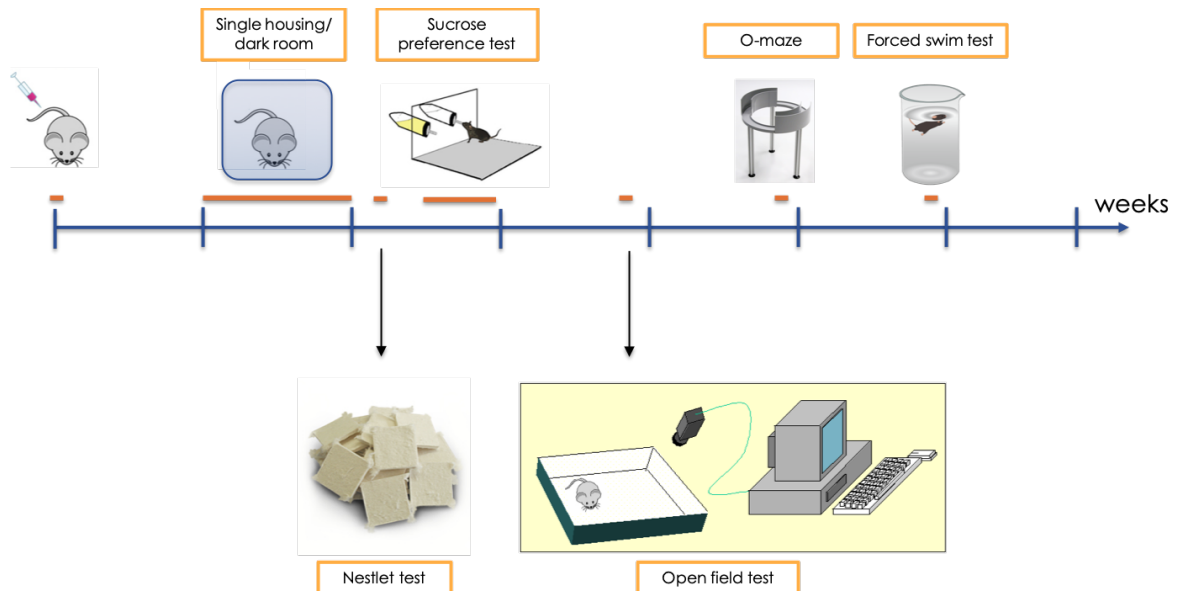 Single housing/
dark room
Sucrose
preference test
O-maze
Forced swim test
weeks
Nestlet test
Open field test